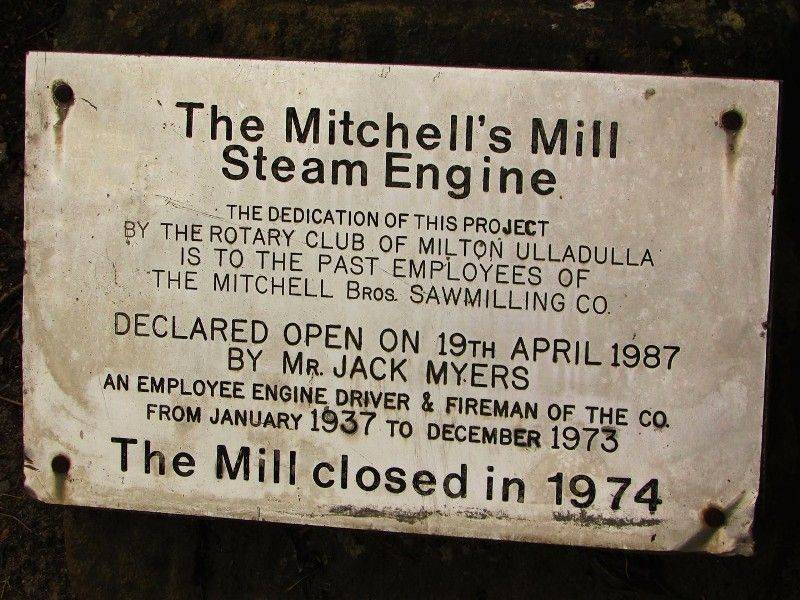 The Mitchell's Mill
Steam Engine
THE DEDICATION OF THIS PROJECT
BY THE ROTARY CLUB OF MILTON ULLADULLA
IS TO THE PAST EMPLOYEES OF
THE MITCHELL BROS. SAWMILLING CO.
DECLARED OPEN ON 19TH APRIL 1987
BY MR. JACK MYERS
AN EMPLOYEE ENGINE DRIVER & FIREMAN OF THE CO.
FROM JANUARY 1937 TO DECEMBER 1973
The Mill closed in 1974